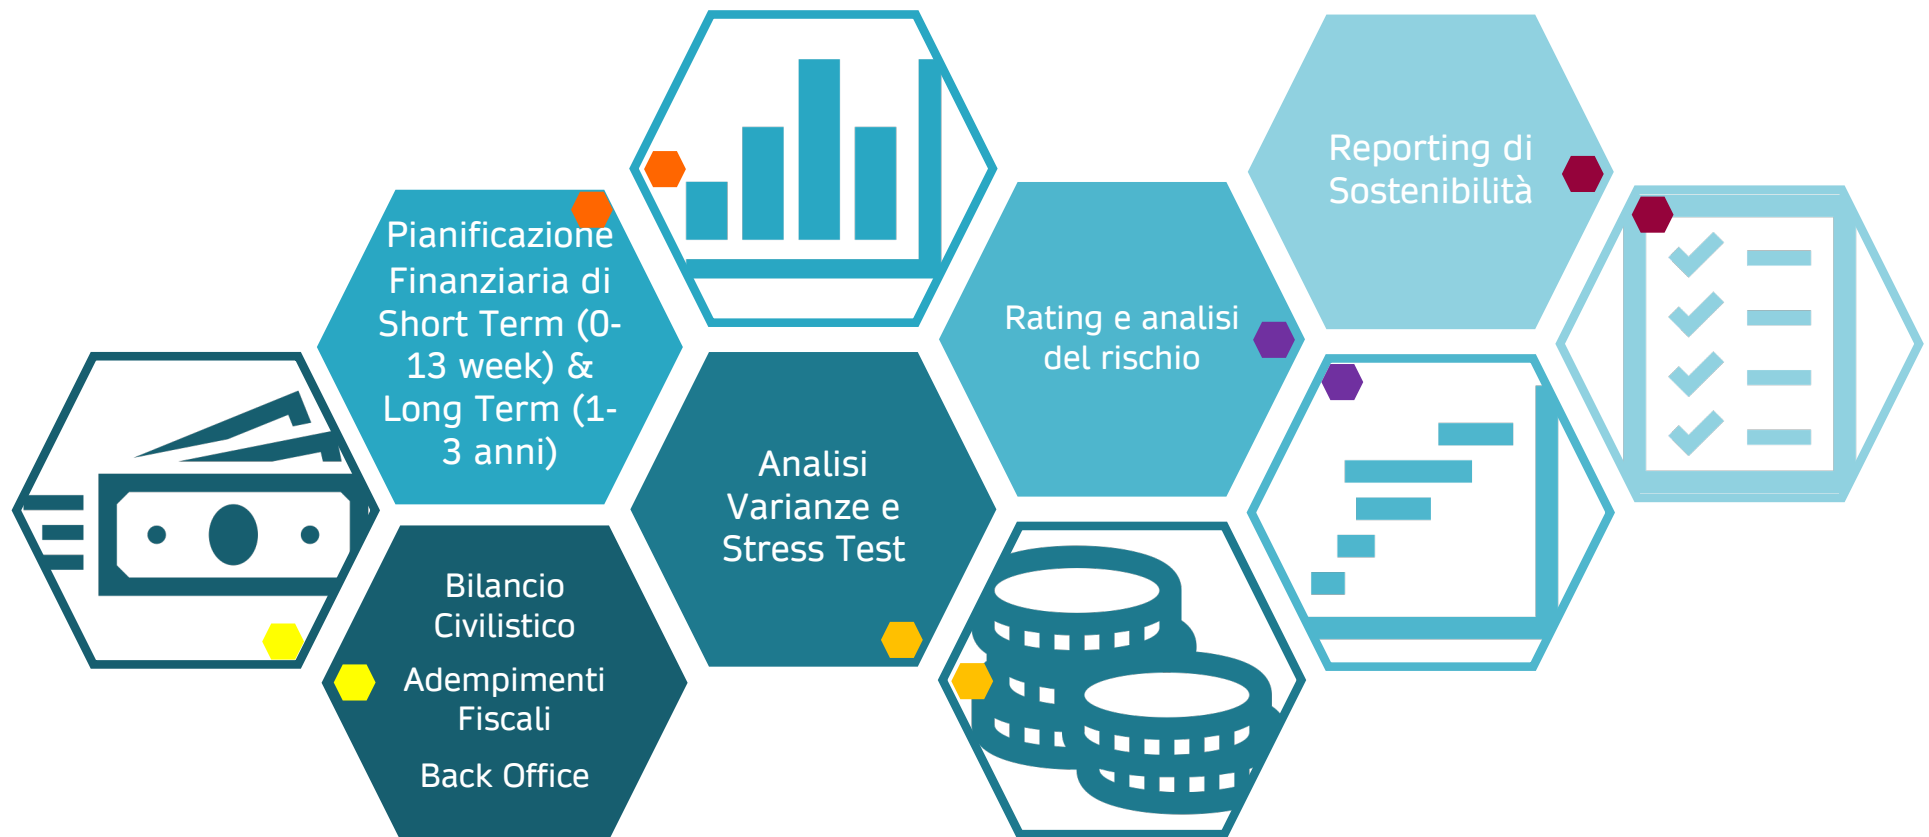 Pianificazione
Finanziaria di
Short Term (0-
13 week) &
Long Term (1-
3 anni)
Bilancio
Civilistico
Adempimenti
Fiscali
Back Office
Analisi
Varianze e
Stress Test
Rating e analisi
del rischio
Reporting di
Sostenibilità